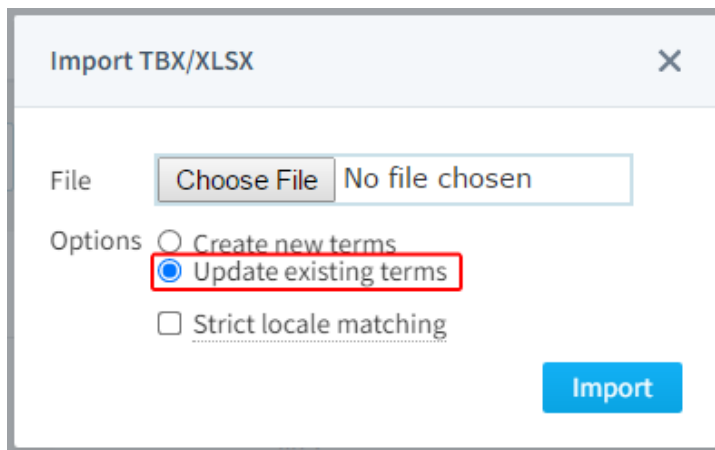 Import TBX/XLSX
File Choose File No file chosen
Options Create new terms
Update existing terms
Strict locale matching
Import